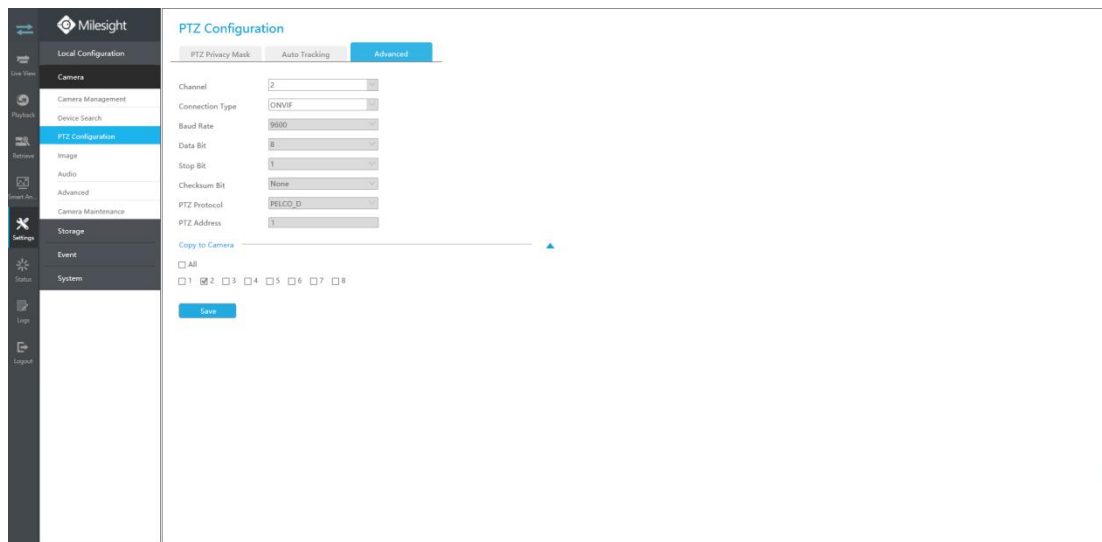 Milesight
Local Configuration
Camera
Camera Management
Device Search
PTZ Configuration
Image
Audio
Advanced
Camera Maintenance
Storage
Event
System
Live View
Playback
Retrieve
Smart An...
Settings
Status
Logs
Logout
PTZ Configuration
PTZ Privacy Mask Auto Tracking Advanced
Channel 2
Connection Type ONVIF
Baud Rate 9600
Data Bit 8
Stop Bit 1
Checksum Bit None
PTZ Protocol PELCO_D
PTZ Address 1
Copy to Camera
All
1 2 3 4 5 6 7 8
Save